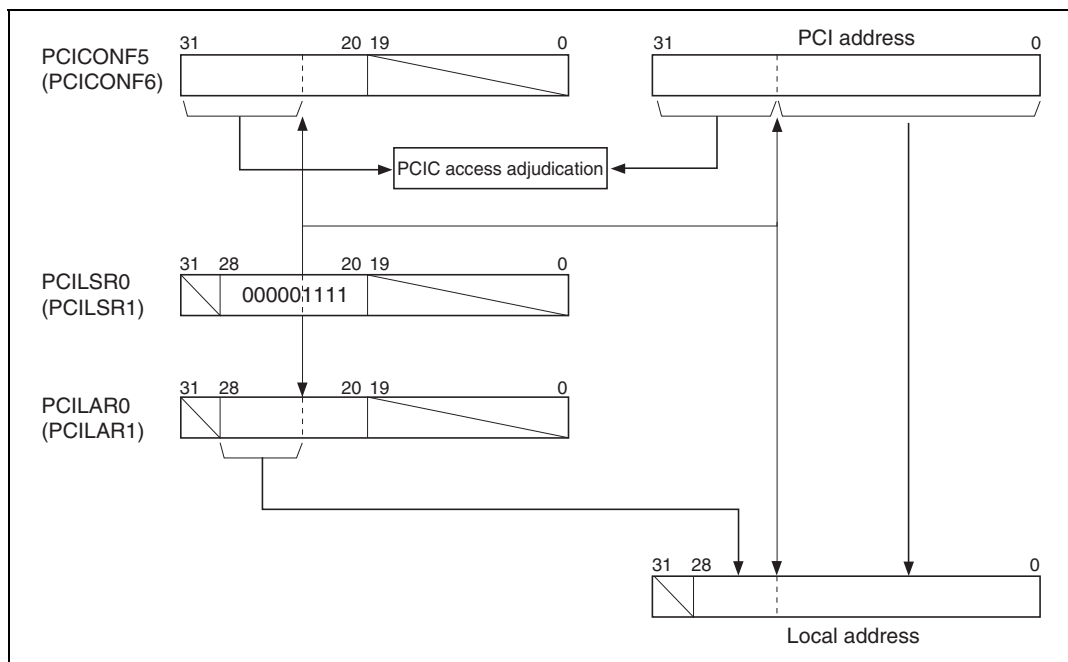 31 20 19 0
PCICONF5
(PCICONF6)
31 PCI address 0
PCIC access adjudication
31 28 20 19 0
PCILSR0
(PCILSR1)
000001111
31 28 20 19 0
PCILAR0
(PCILAR1)
31 28 0
Local address